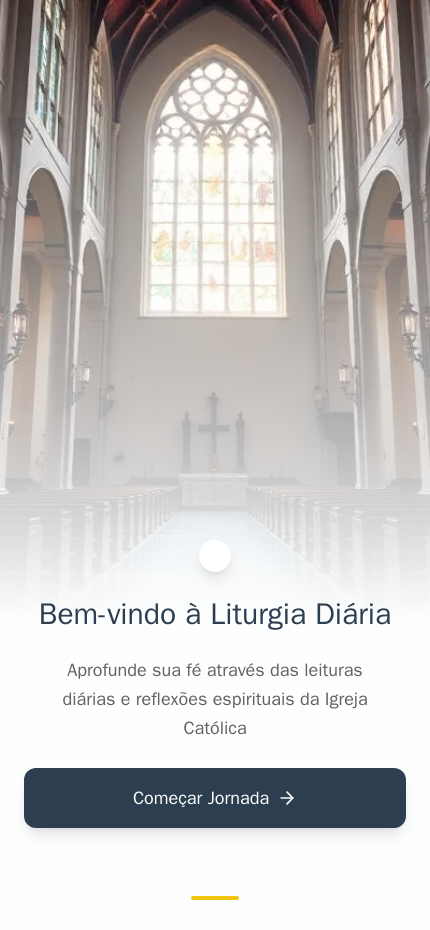 Bem-vindo à Liturgia Diária
Aprofunde sua fé através das leituras
diárias e reflexões espirituais da Igreja
Católica
Começar Jornada